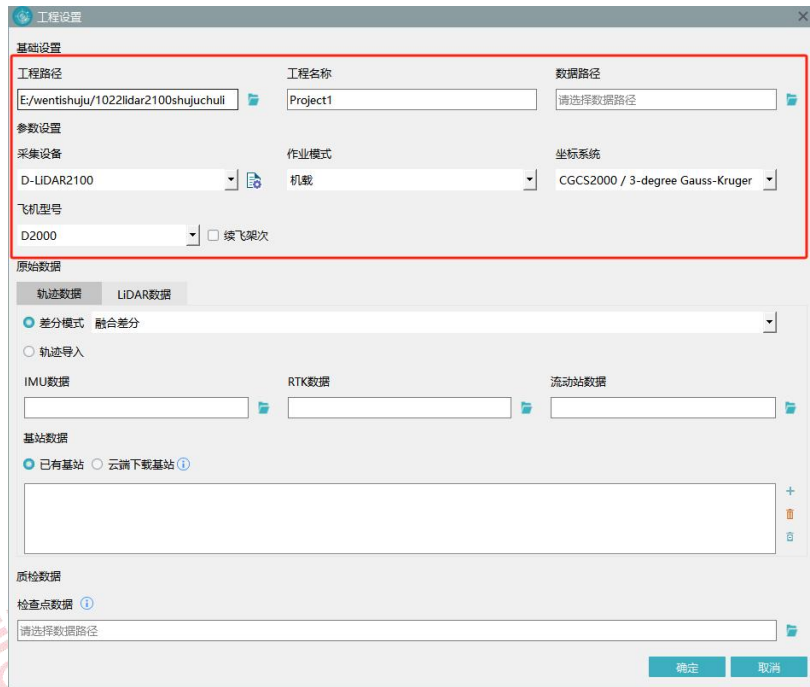 工程设置
基础设置
工程路径 工程名称 数据路径
E:/wentishuju/1022lidar2100shujuchuli Project1 请选择数据路径
参数设置
采集设备 作业模式 坐标系统
D-LiDAR2100 机载 CGCS2000 / 3-degree Gauss-Kruger
飞机型号
D2000 续飞架次
原始数据
轨迹数据 LiDAR数据
差分模式 融合差分
轨迹导入
IMU数据 RTK数据 流动站数据
基站数据
已有基站 云端下载基站
质检数据
检查点数据
请选择数据路径
确定 取消